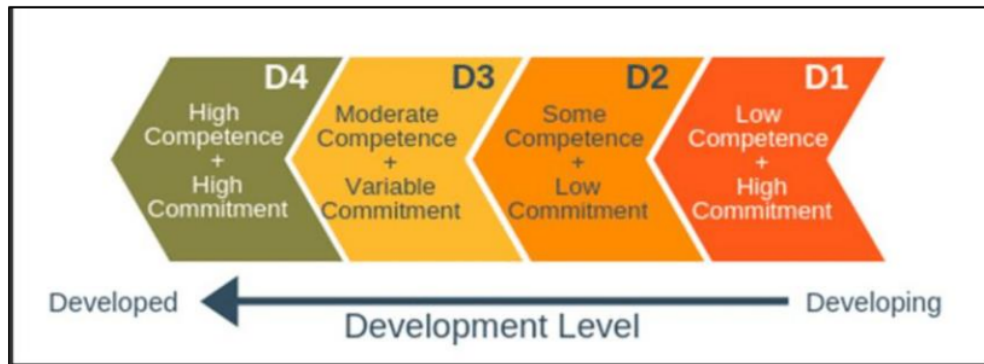 D4
High
Competence
+
High
Commitment
D3
Moderate
Competence
+
Variable
Commitment
D2
Some
Competence
+
Low
Commitment
D1
Low
Competence
+
High
Commitment
Developed
Developing
Development Level